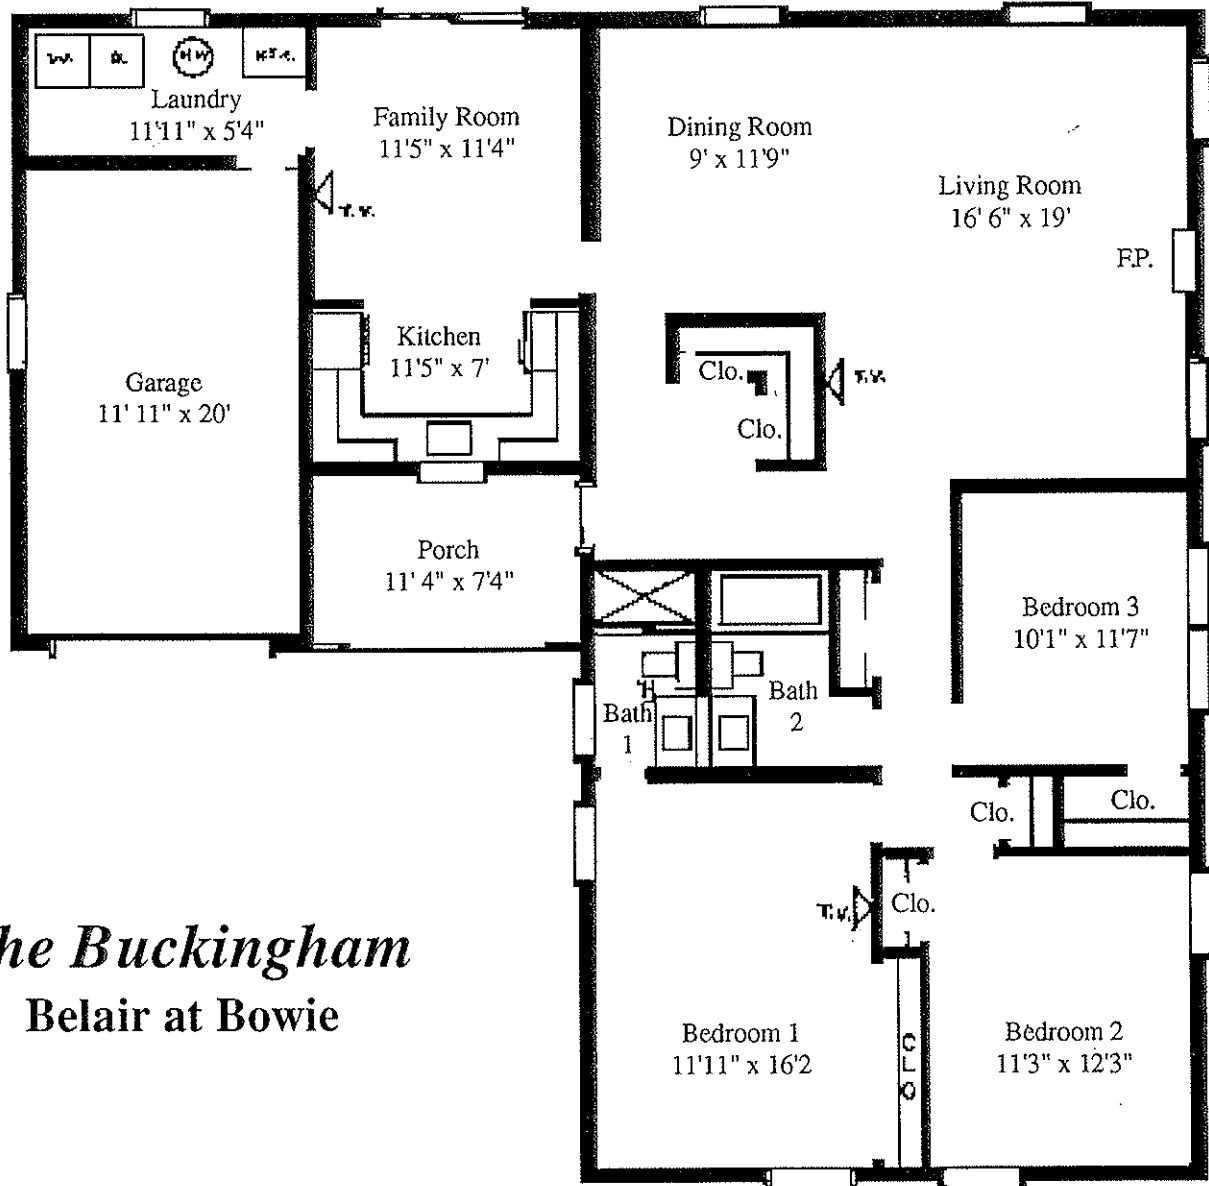 W.
D.
HW
Laundry
11'11" x 5'4"
Family Room
11'5" x 11'4"
T.V.
Dining Room
9' x 11'9"
Living Room
16' 6" x 19'
F.P.
Kitchen
11'5" x 7'
Garage
11' 11" x 20'
Clo.
Clo.
T.V.
Porch
11' 4" x 7'4"
Bedroom 3
10'1" x 11'7"
Bath
1
Bath
2
Clo.
Clo.
Clo.
T.V.
he Buckingham
Belair at Bowie
Bedroom 1
11'11" x 16'2
CLO
Bedroom 2
11'3" x 12'3"